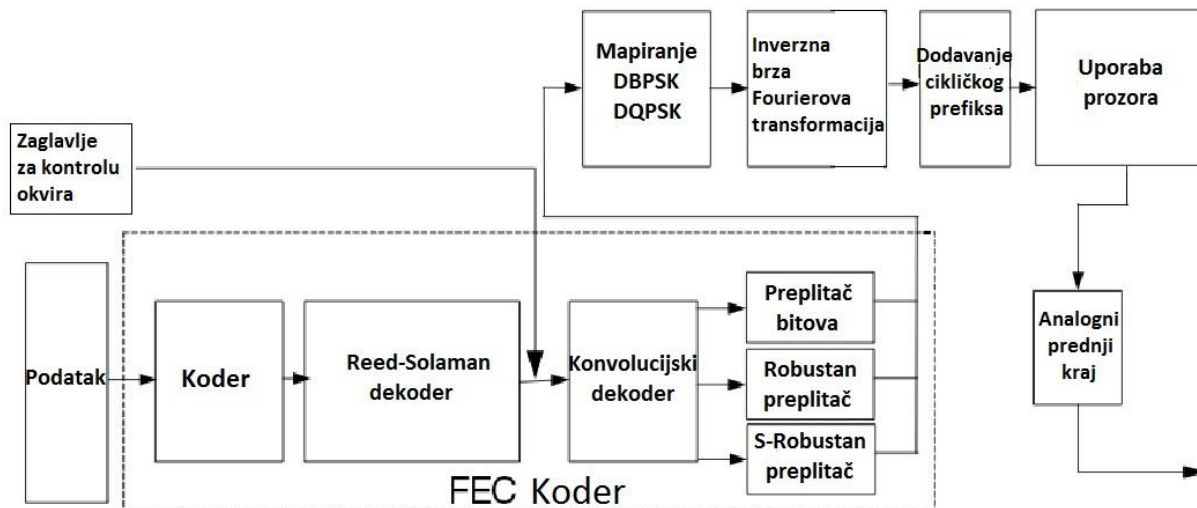 Mapiranje
DBPSK
DQPSK
Inverzna
brza
Fourierova
transformacija
Dodavanje
cikličkog
prefiksa
Uporaba
prozora
Zaglavlje
za kontrolu
okvira
Podatak
Koder
Reed-Solaman
dekoder
Konvolucijski
dekoder
Preplitač
bitova
Robustan
preplitač
S-Robustan
preplitač
Analogni
prednji
kraj
FEC Koder